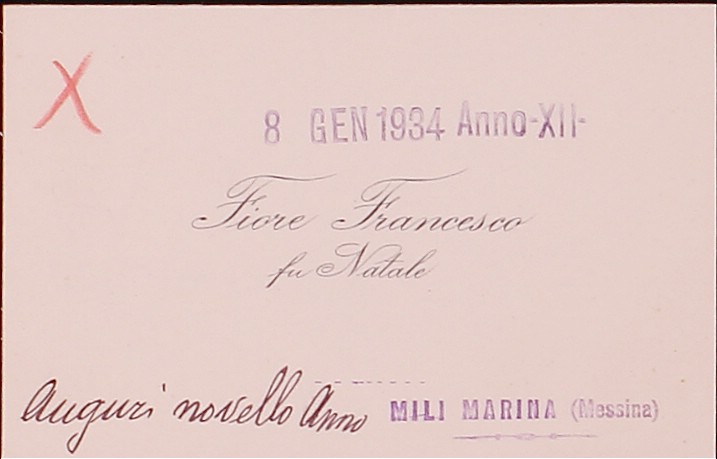 X
8 GEN 1934 Anno-XII-
Fiore Francesco
fu Natale
Auguri novello Anno MILI MARINA (Messina)